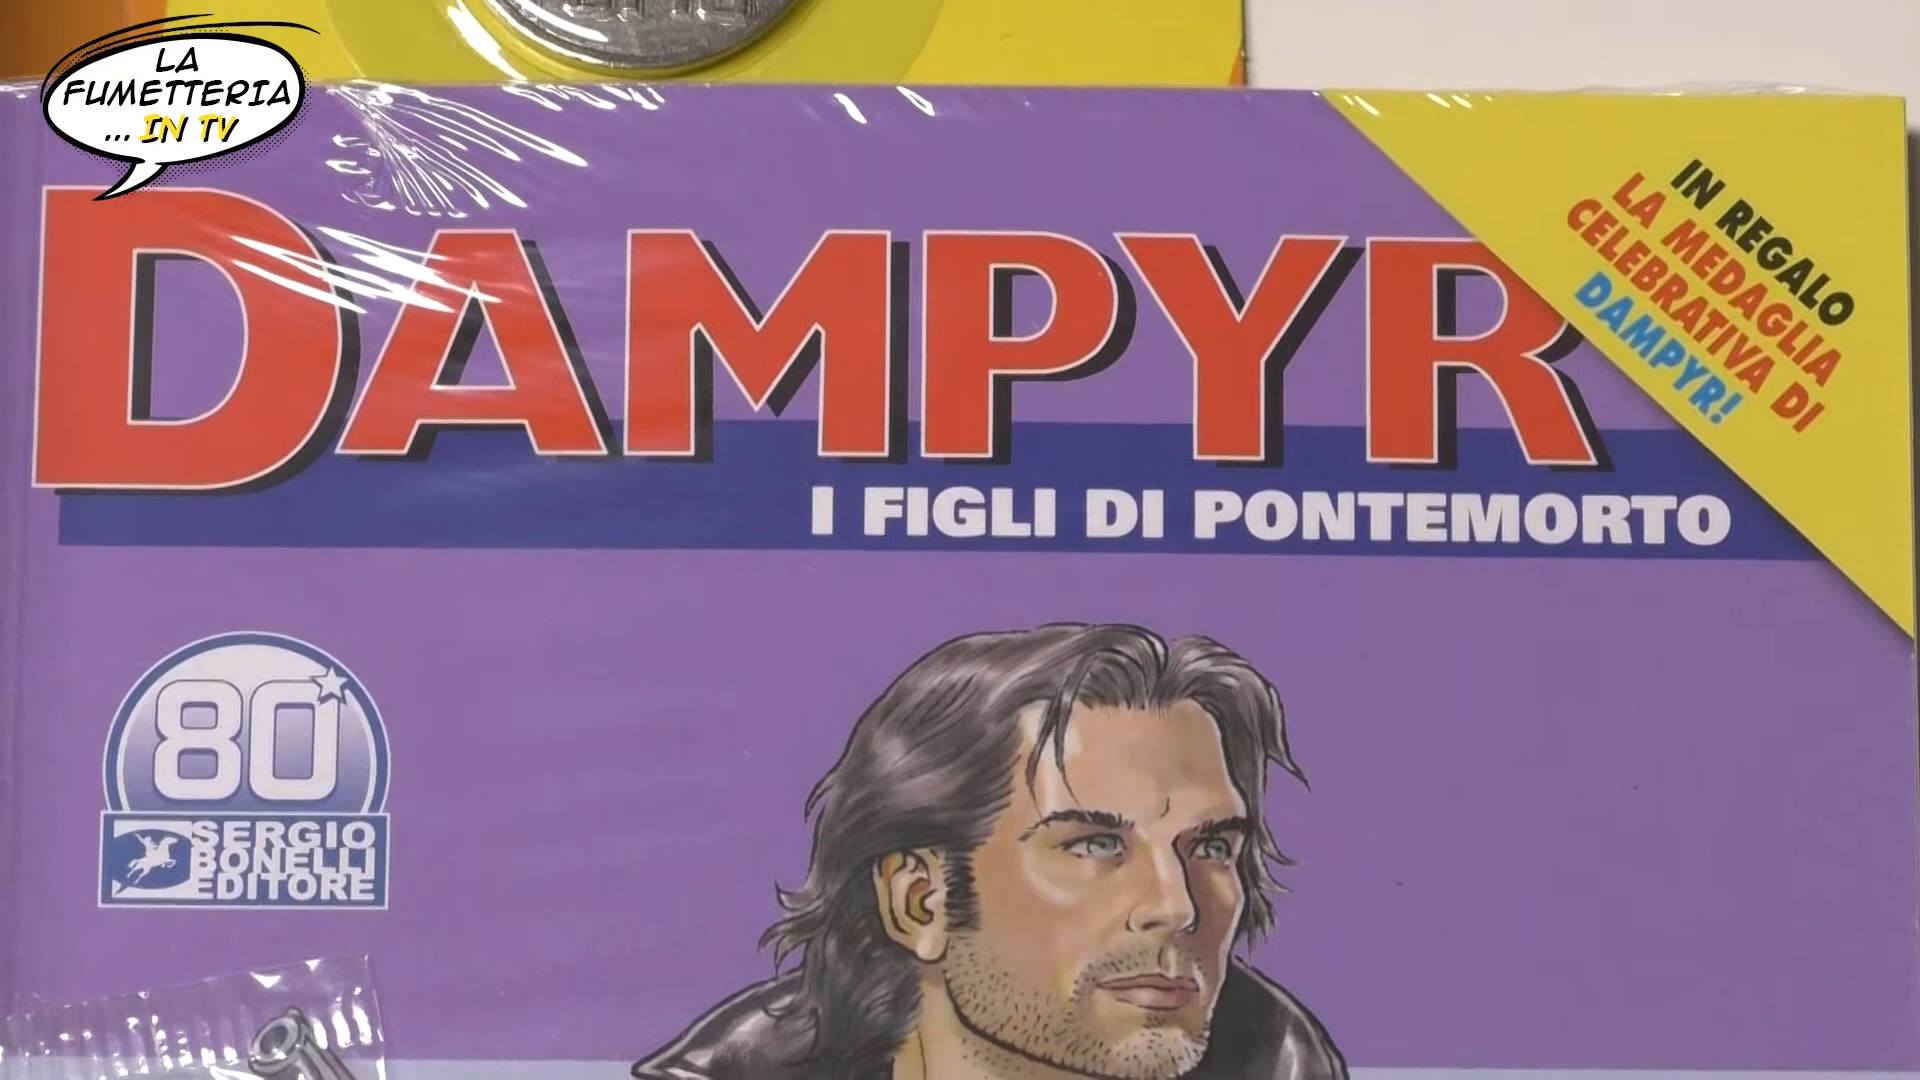 LA
FUMETTERIA
... IN TV
DAMPYR
I FIGLI DI PONTEMORTO
IN REGALO
LA MEDAGLIA
CELEBRATIVA DI
DAMPYR!
80
SERGIO
BONELLI
EDITORE